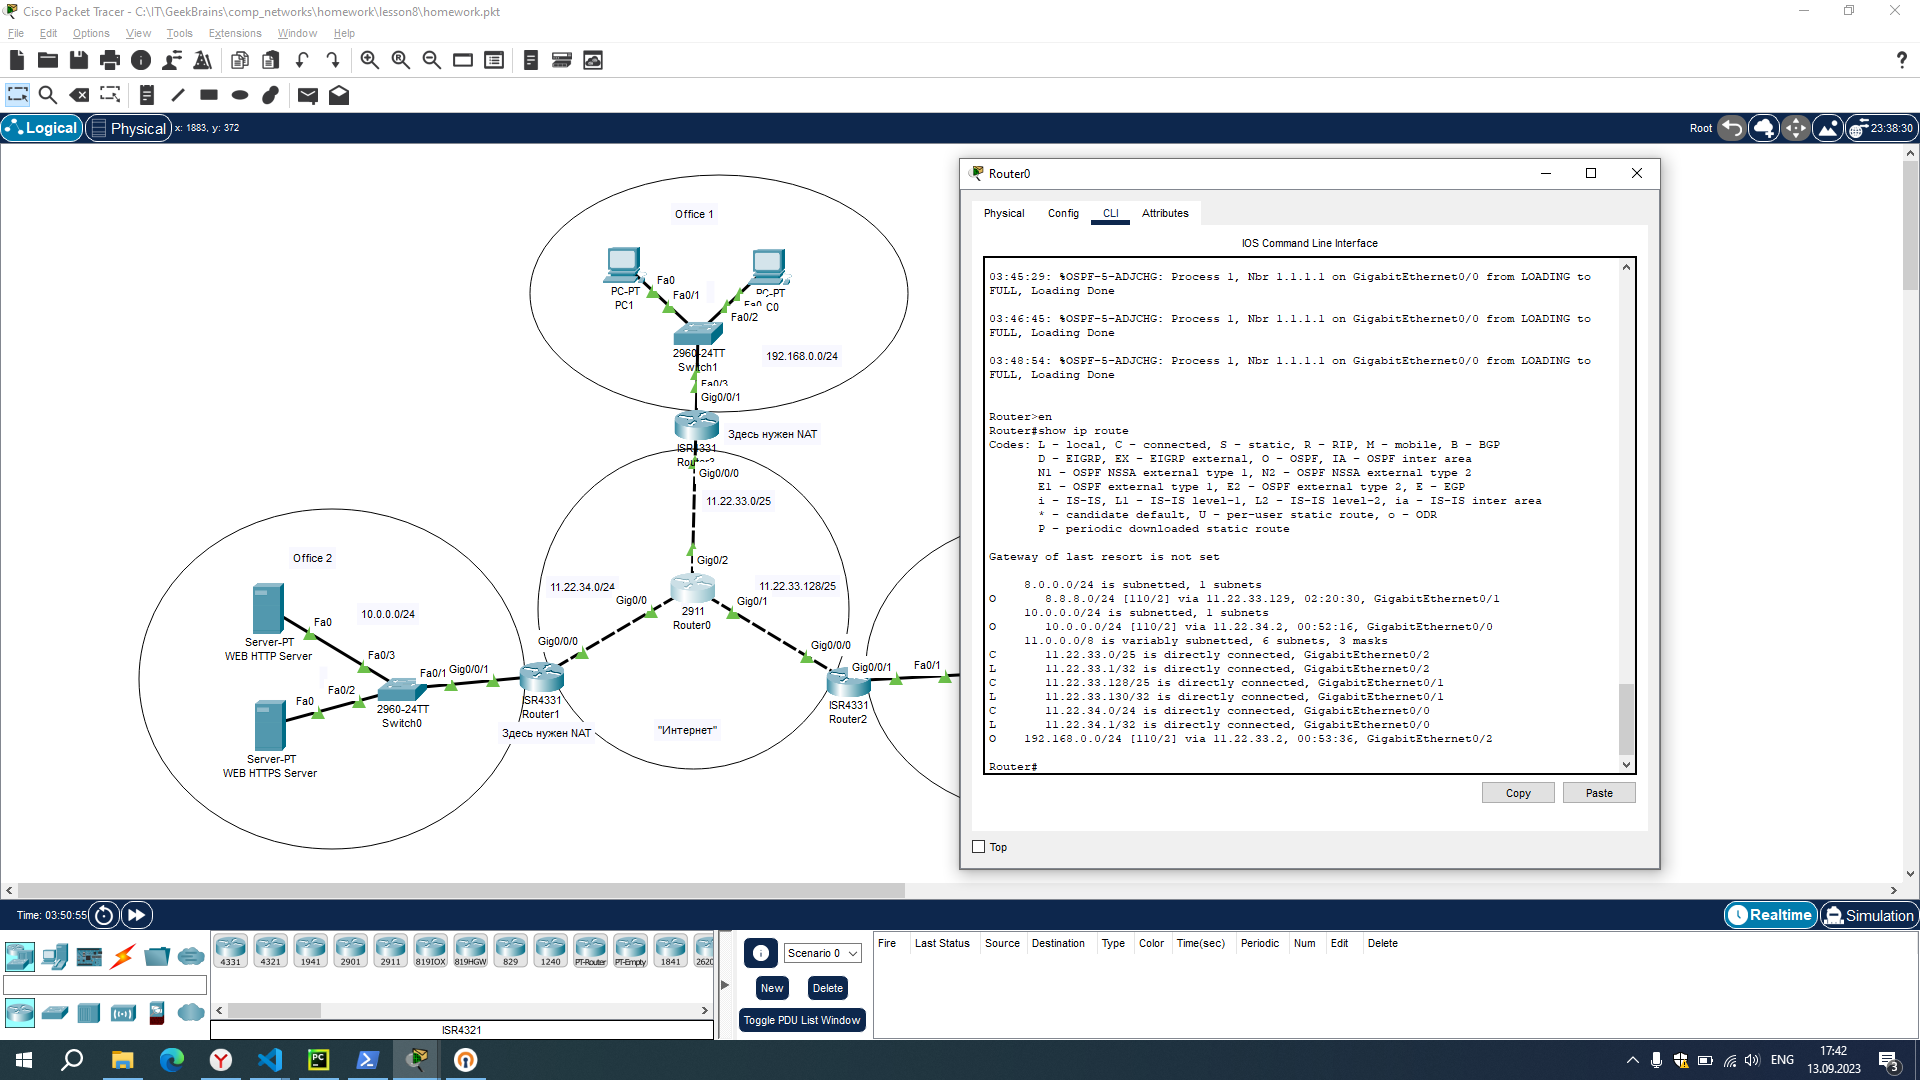 Cisco Packet Tracer - C:\IT\GeekBrains\comp_networks\homework\lesson8\homework.pkt
File Edit Options View Tools Extensions Window Help
Logical Physical x: 1883, y: 372 Root 23:38:30
Office 1
PC-PT
PC1
Fa0
Fa0/1
PC-PT
C0
Fa0
Fa0/2
2960-24TT
Switch1
192.168.0.0/24
Fa0/3
Gig0/0/1
Здесь нужен NAT
ISR4331
Gig0/0/0
11.22.33.0/25
Gig0/2
11.22.34.0/24
Gig0/0
11.22.33.128/25
Gig0/1
2911
Router0
Gig0/0/0
Gig0/0/0
Office 2
10.0.0.0/24
Fa0
Server-PT
WEB HTTP Server
Fa0/3
Fa0/1
Gig0/0/1
Fa0/2
Fa0
2960-24TT
Switch0
Server-PT
WEB HTTPS Server
ISR4331
Router1
Здесь нужен NAT
"Интернет"
Gig0/0/1
Fa0/1
ISR4331
Router2
Router0
Physical Config CLI Attributes
IOS Command Line Interface
03:45:29: %OSPF-5-ADJCHG: Process 1, Nbr 1.1.1.1 on GigabitEthernet0/0 from LOADING to
FULL, Loading Done
03:46:45: %OSPF-5-ADJCHG: Process 1, Nbr 1.1.1.1 on GigabitEthernet0/0 from LOADING to
FULL, Loading Done
03:48:54: %OSPF-5-ADJCHG: Process 1, Nbr 1.1.1.1 on GigabitEthernet0/0 from LOADING to
FULL, Loading Done
Router>en
Router#show ip route
Codes: L - local, C - connected, S - static, R - RIP, M - mobile, B - BGP
D - EIGRP, EX - EIGRP external, O - OSPF, IA - OSPF inter area
N1 - OSPF NSSA external type 1, N2 - OSPF NSSA external type 2
E1 - OSPF external type 1, E2 - OSPF external type 2, E - EGP
i - IS-IS, L1 - IS-IS level-1, L2 - IS-IS level-2, ia - IS-IS inter area
* - candidate default, U - per-user static route, o - ODR
P - periodic downloaded static route
Gateway of last resort is not set
8.0.0.0/24 is subnetted, 1 subnets
O 8.8.8.0/24 [110/2] via 11.22.33.129, 02:20:30, GigabitEthernet0/1
10.0.0.0/24 is subnetted, 1 subnets
O 10.0.0.0/24 [110/2] via 11.22.34.2, 00:52:16, GigabitEthernet0/0
11.0.0.0/8 is variably subnetted, 6 subnets, 3 masks
C 11.22.33.0/25 is directly connected, GigabitEthernet0/2
L 11.22.33.1/32 is directly connected, GigabitEthernet0/2
C 11.22.33.128/25 is directly connected, GigabitEthernet0/1
L 11.22.33.130/32 is directly connected, GigabitEthernet0/1
C 11.22.34.0/24 is directly connected, GigabitEthernet0/0
L 11.22.34.1/32 is directly connected, GigabitEthernet0/0
O 192.168.0.0/24 [110/2] via 11.22.33.2, 00:53:36, GigabitEthernet0/2
Router#
Copy Paste
Top
Time: 03:50:55 Realtime Simulation
4331 4321 1941 2901 2911 819IOX 819HGW 829 1240 PT-Router PT-Empty 1841 2620
ISR4321
Scenario 0
New Delete
Toggle PDU List Window
Fire Last Status Source Destination Type Color Time(sec) Periodic Num Edit Delete
ENG
17:42
13.09.2023
3